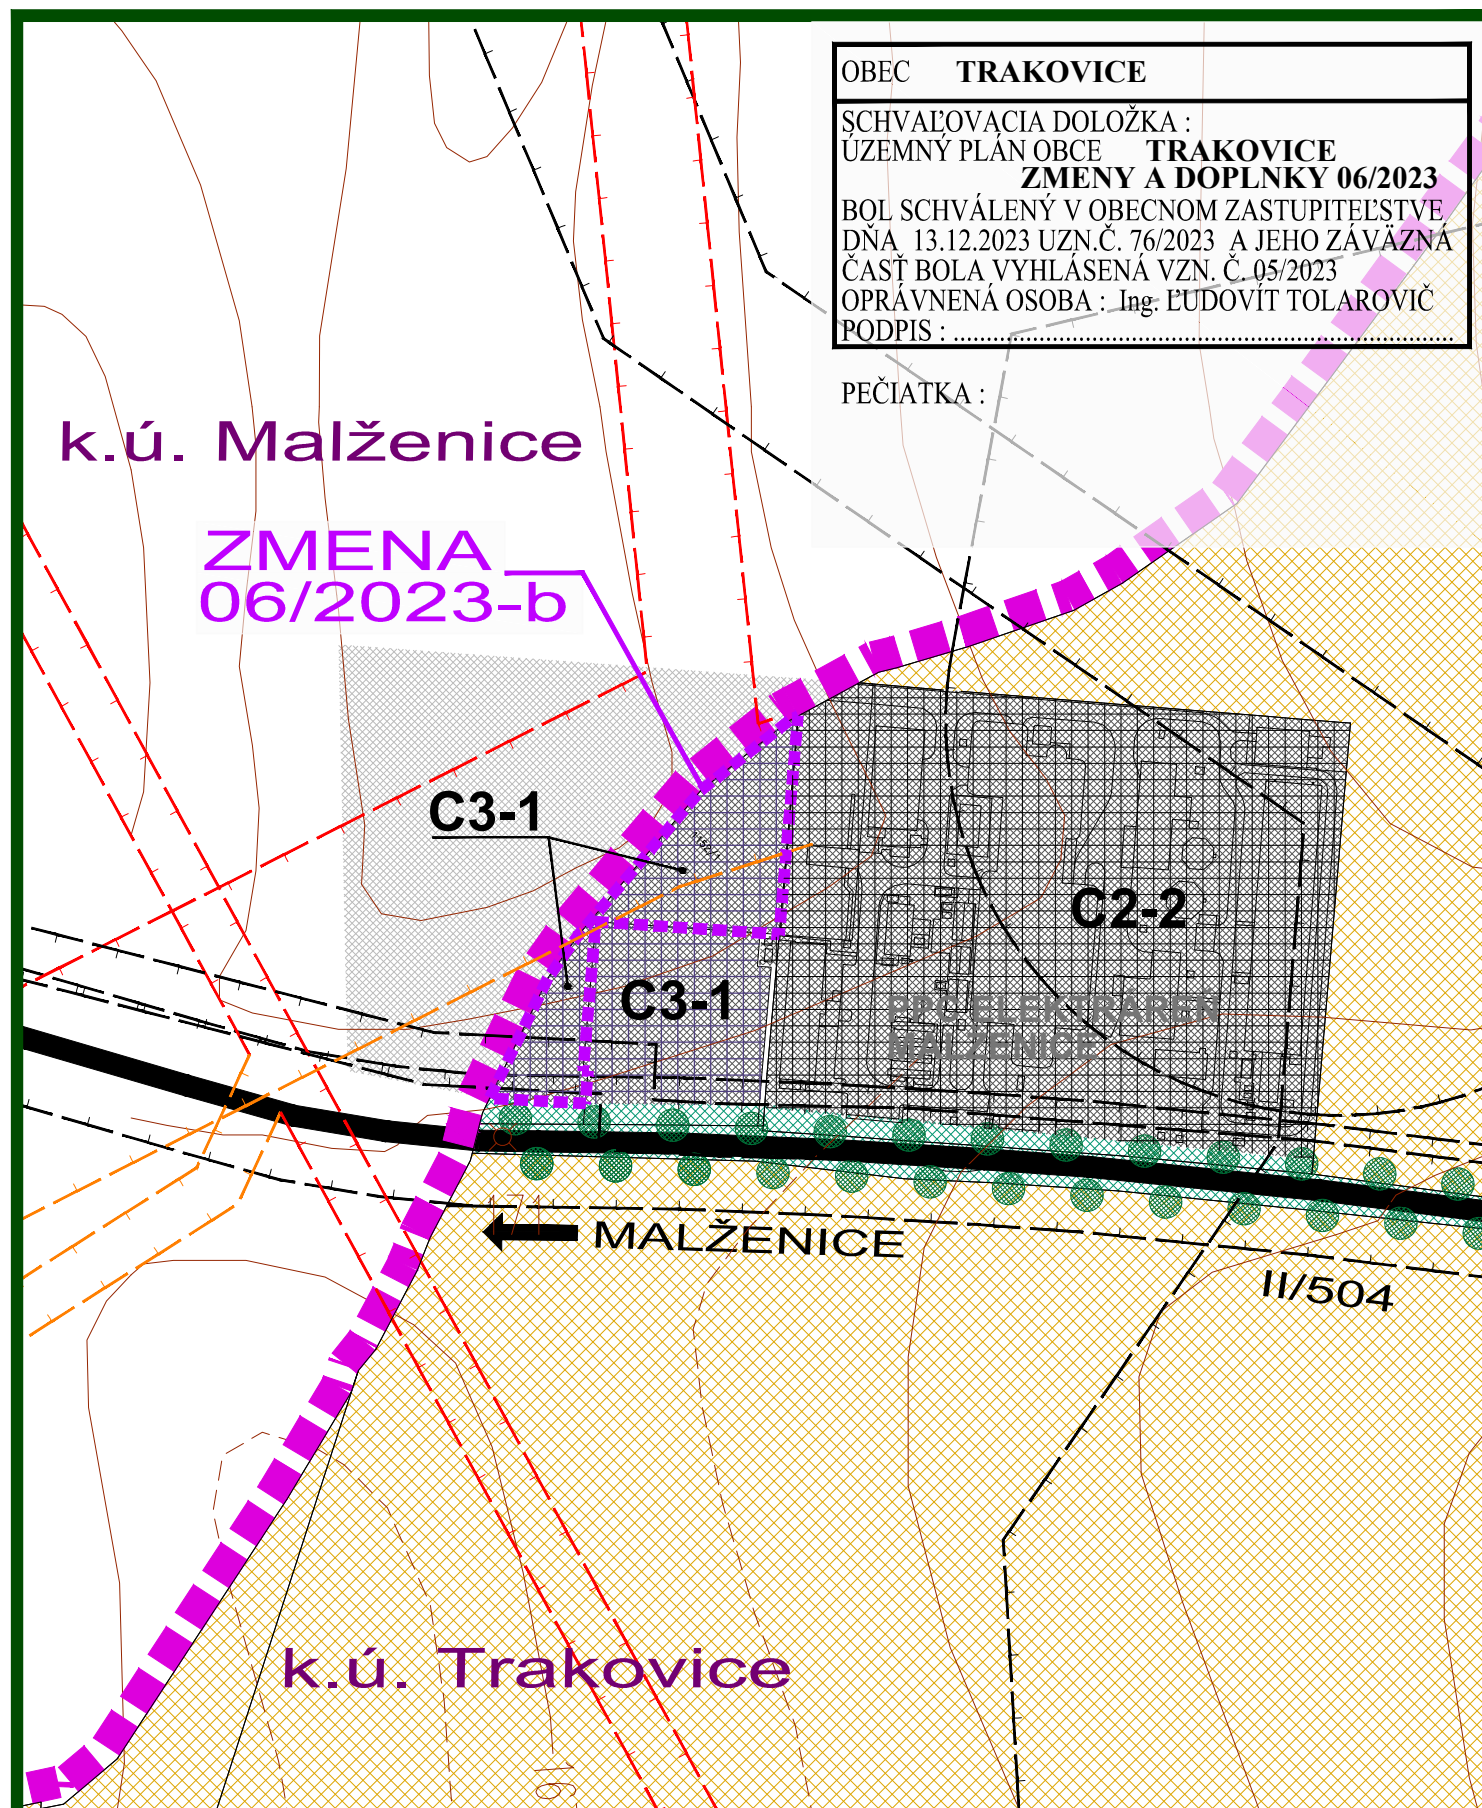 OBEC TRAKOVICE
SCHVAĽOVACIA DOLOŽKA :
ÚZEMNÝ PLÁN OBCE TRAKOVICE
ZMENY A DOPLNKY 06/2023
BOL SCHVÁLENÝ V OBECNOM ZASTUPITEĽSTVE
DŇA 13.12.2023 UZN.Č. 76/2023 A JEHO ZÁVÄZNÁ
ČASŤ BOLA VYHLÁSENÁ VZN. Č. 05/2023
OPRÁVNENÁ OSOBA : Ing. ĽUDOVÍT TOLAROVIČ
PODPIS :
PEČIATKA :
k.ú. Malženice
ZMENA
06/2023-b
C3-1
C2-2
C3-1
PPC ELEKTRÁREŇ
MALŽENICE
171
MALŽENICE
II/504
k.ú. Trakovice